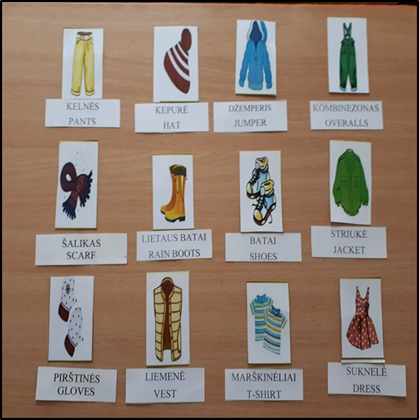 KELNĖS
PANTS
KEPURĖ
HAT
DŽEMPERIS
JUMPER
KOMBINEZONAS
OVERALLS
ŠALIKAS
SCARF
LIETAUS BATAI
RAIN BOOTS
BATAI
SHOES
STRIUKĖ
JACKET
PIRŠTINĖS
GLOVES
LIEMENĖ
VEST
MARŠKINĖLIAI
T-SHIRT
SUKNELĖ
DRESS